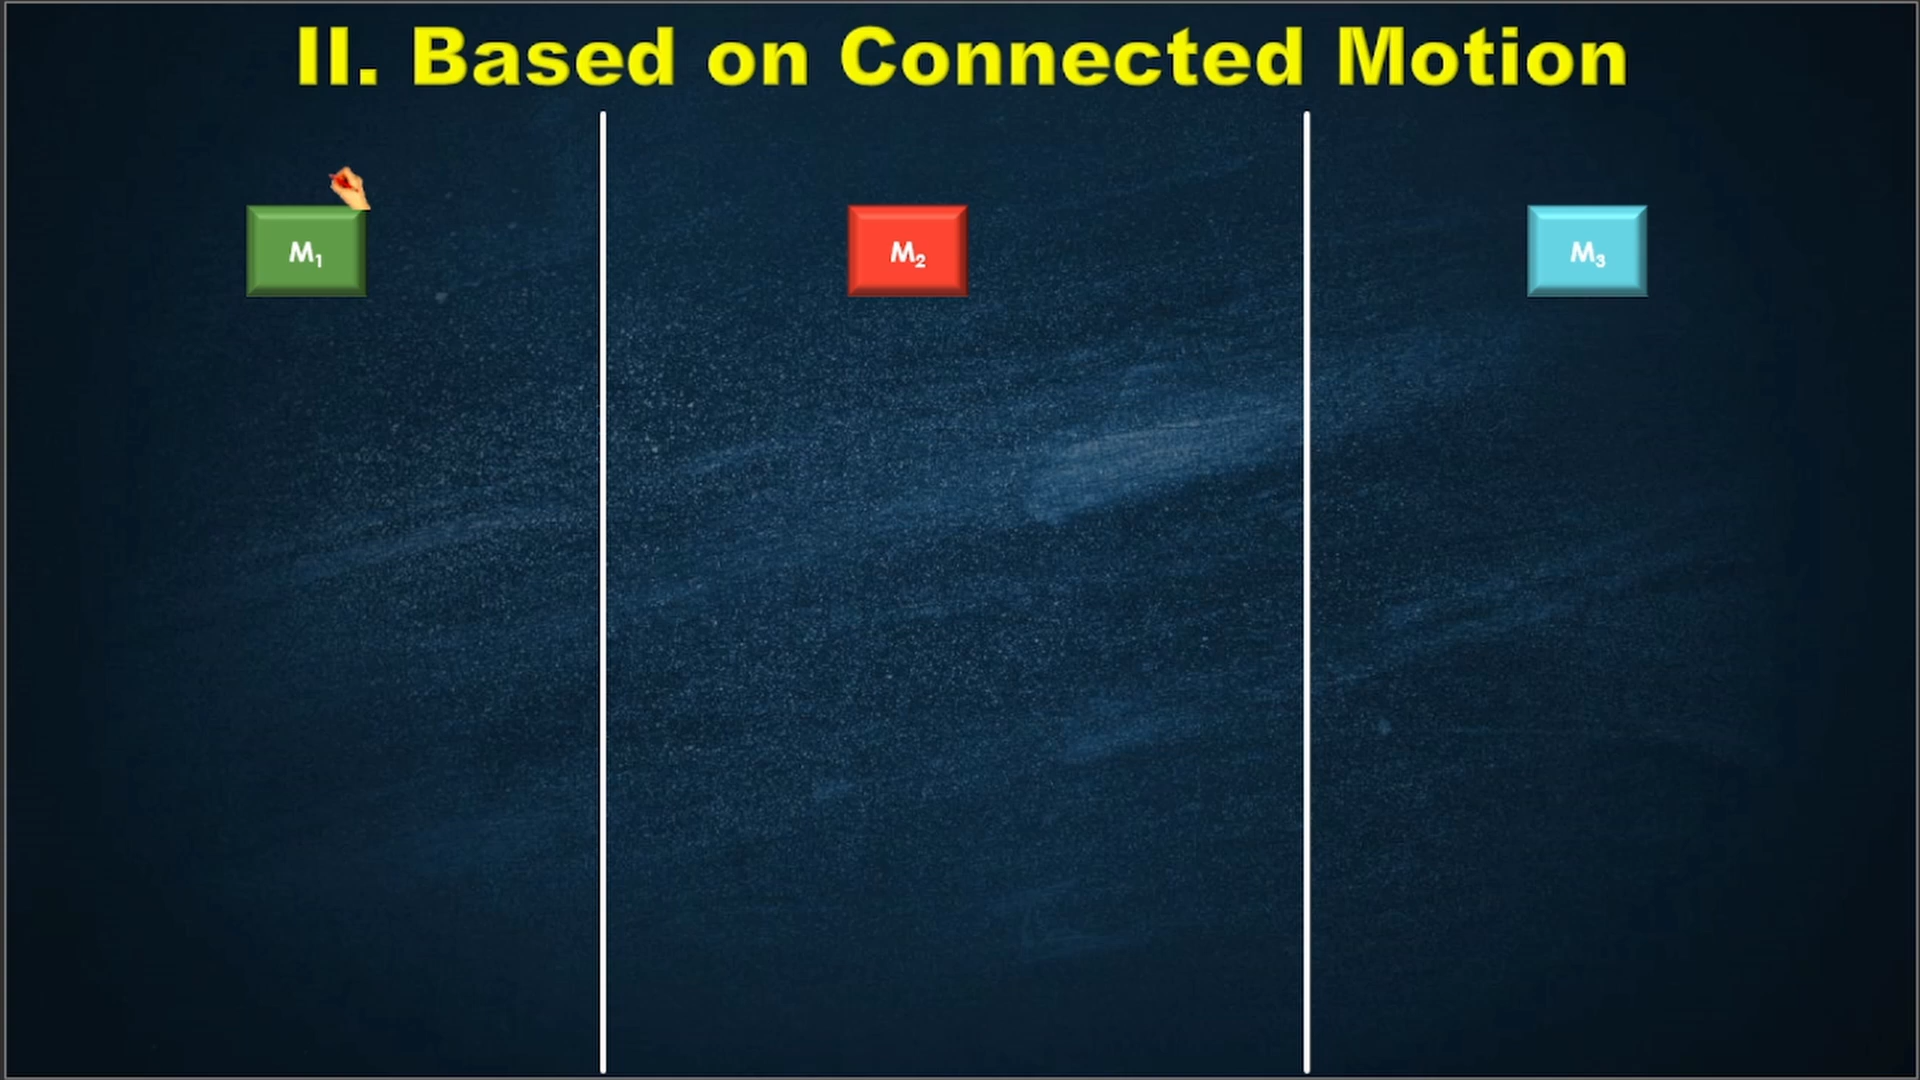 II. Based on Connected Motion
M₁
M₂
M₃